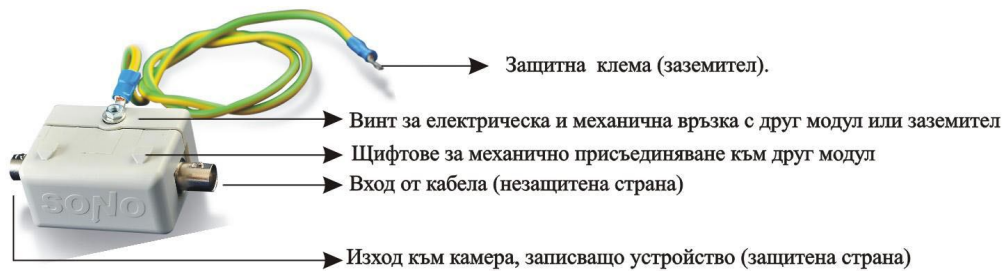 Защитна клема (заземител).
Винт за електрическа и механична връзка с друг модул или заземител
Щифтове за механично присъединяване към друг модул
Вход от кабела (незащитена страна)
soNo
Изход към камера, записващо устройство (защитена страна)